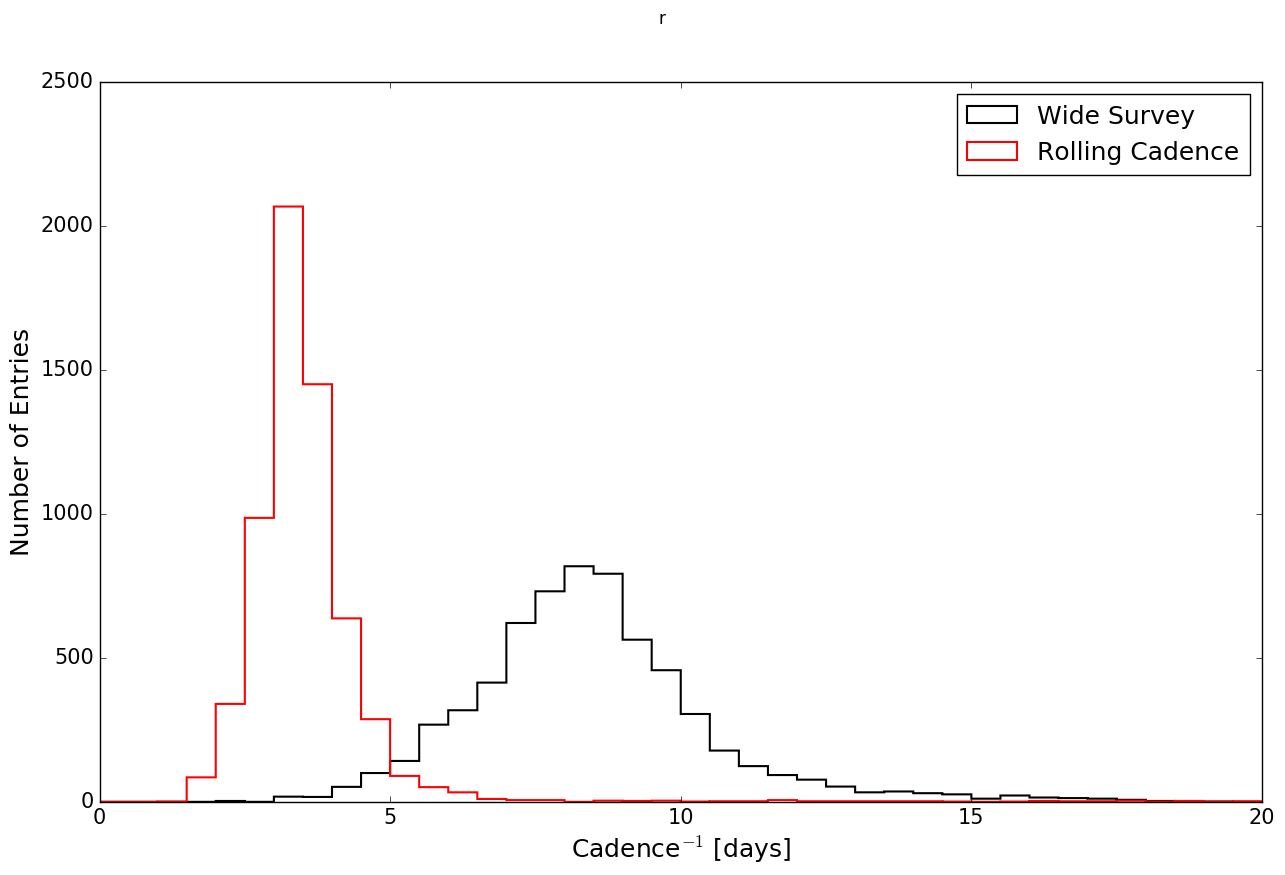 r
2500
2000
1500
1000
500
0
Number of Entries
Wide Survey
Rolling Cadence
0 5 10 15 20
Cadence⁻¹ [days]